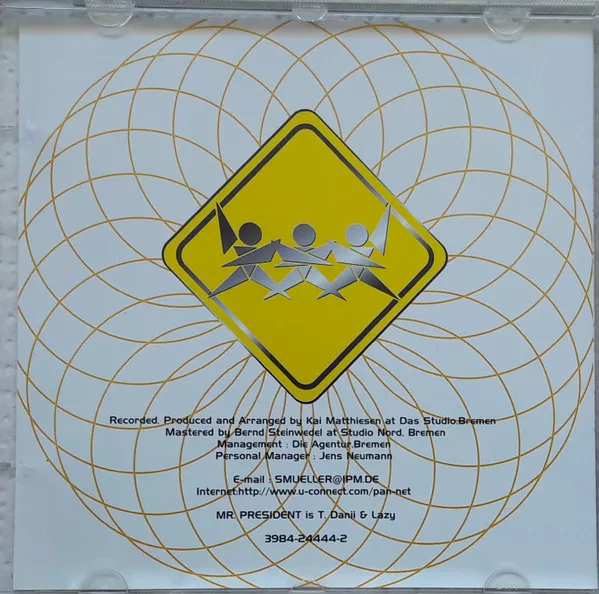 Recorded, Produced and Arranged by Kai Matthiesen at Das Studio.Bremen
Mastered by Bernd Steinwedel at Studio Nord, Bremen
Management : Die Agentur.Bremen
Personal Manager : Jens Neumann
E-mail : SMUELLER@IPM.DE
Internet:http://www.u-connect.com/pan-net
MR. PRESIDENT is T, Danii & Lazy
3984-24444-2